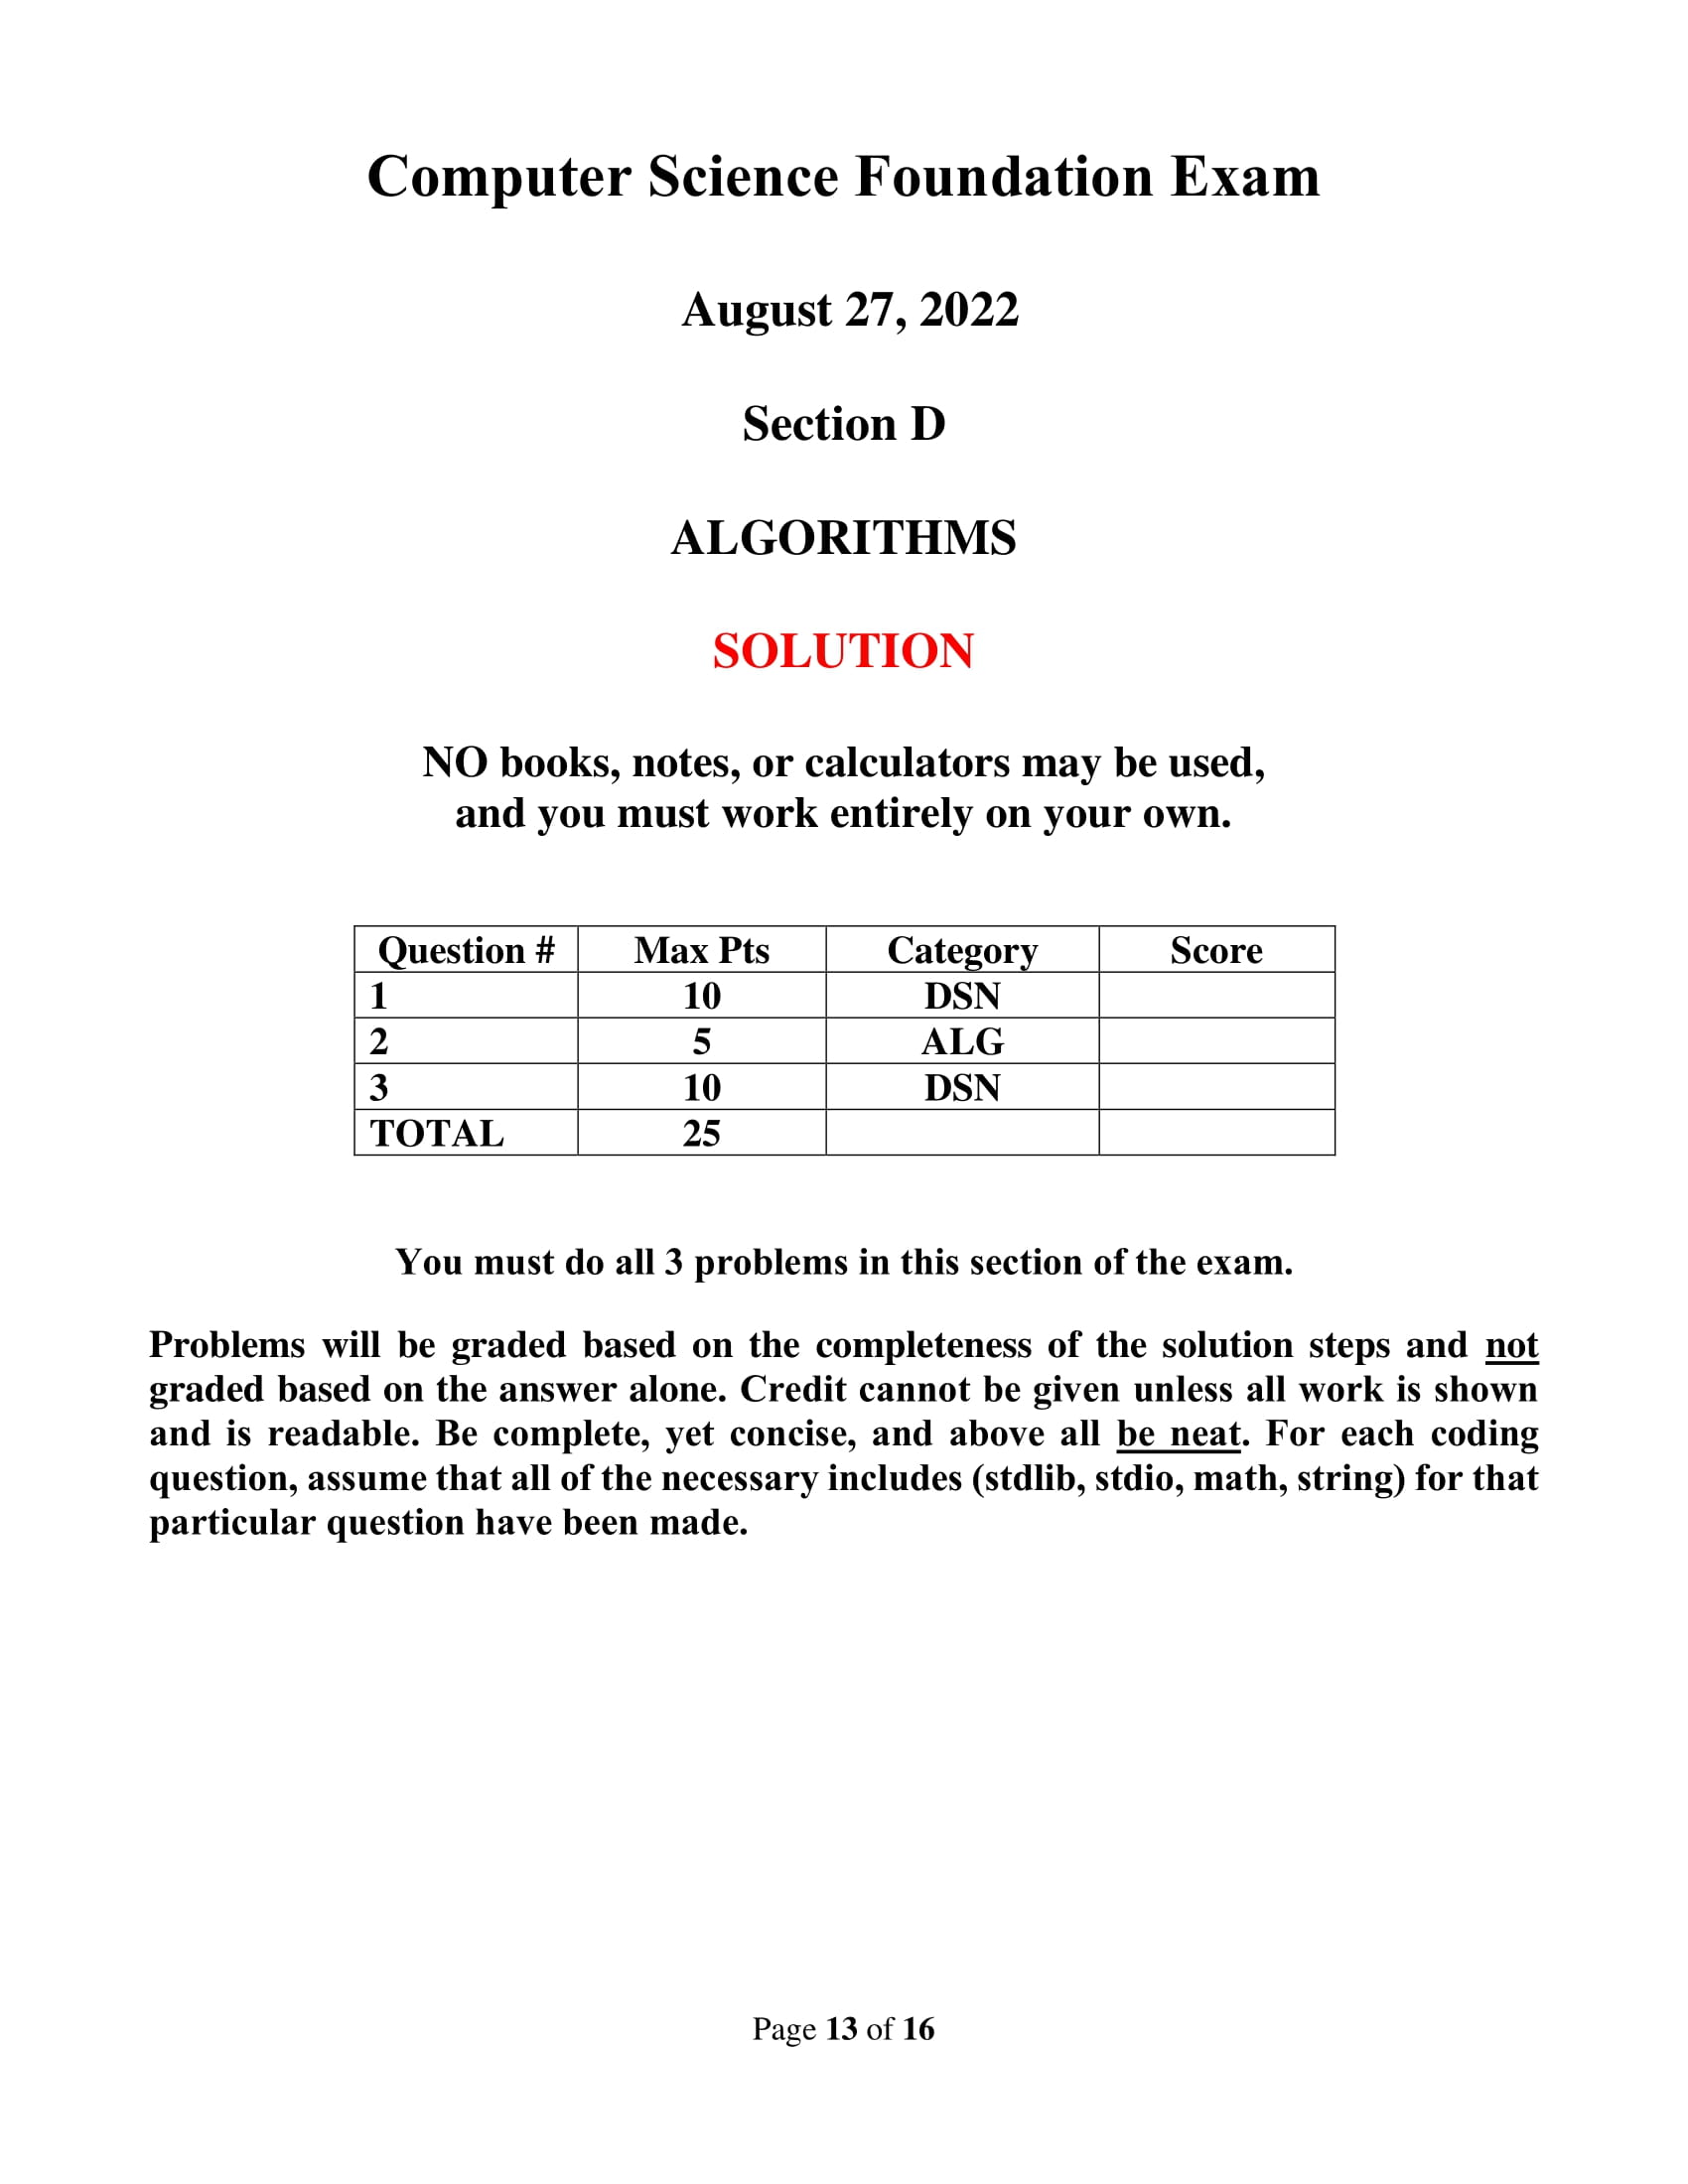 Computer Science Foundation Exam
August 27, 2022
Section D
ALGORITHMS
SOLUTION
NO books, notes, or calculators may be used,
and you must work entirely on your own.
Question # Max Pts Category Score
1 10 DSN
2 5 ALG
3 10 DSN
TOTAL 25
You must do all 3 problems in this section of the exam.
Problems will be graded based on the completeness of the solution steps and not
graded based on the answer alone. Credit cannot be given unless all work is shown
and is readable. Be complete, yet concise, and above all be neat. For each coding
question, assume that all of the necessary includes (stdlib, stdio, math, string) for that
particular question have been made.
Page 13 of 16